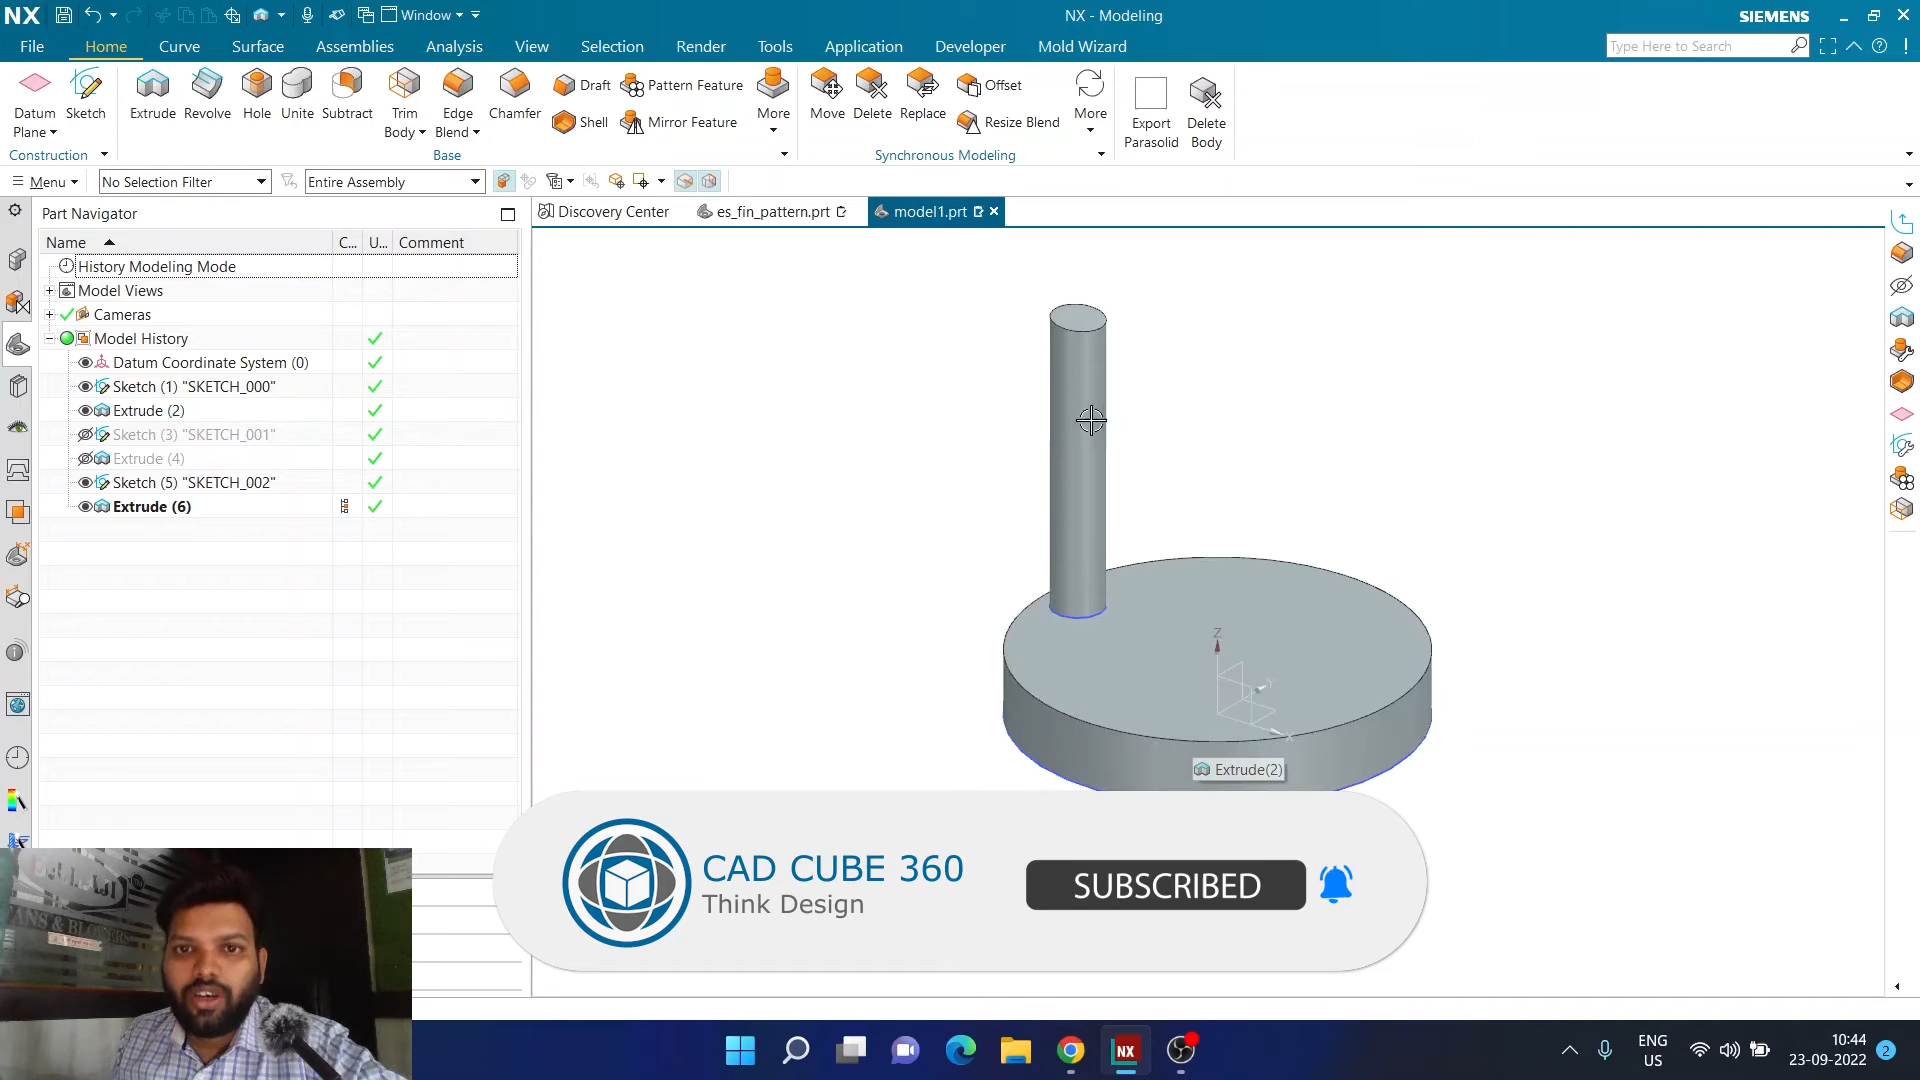 NX
Window
NX - Modeling
SIEMENS
File Home Curve Surface Assemblies Analysis View Selection Render Tools Application Developer Mold Wizard
Type Here to Search
Datum Plane
Sketch
Extrude
Revolve
Hole
Unite
Subtract
Trim Body
Edge Blend
Chamfer
Draft
Shell
Pattern Feature
Mirror Feature
More
Move
Delete
Replace
Offset
Resize Blend
More
Export Parasolid
Delete Body
Construction
Base
Synchronous Modeling
Menu
No Selection Filter
Entire Assembly
Part Navigator
Discovery Center
es_fin_pattern.prt
model1.prt
Name C... U... Comment
History Modeling Mode
Model Views
Cameras
Model History
Datum Coordinate System (0)
Sketch (1) "SKETCH_000"
Extrude (2)
Sketch (3) "SKETCH_001"
Extrude (4)
Sketch (5) "SKETCH_002"
Extrude (6)
Z
Y
X
Extrude(2)
CAD CUBE 360
Think Design
SUBSCRIBED
ANS & BLOWERS
NX
ENG
US
10:44
23-09-2022
2